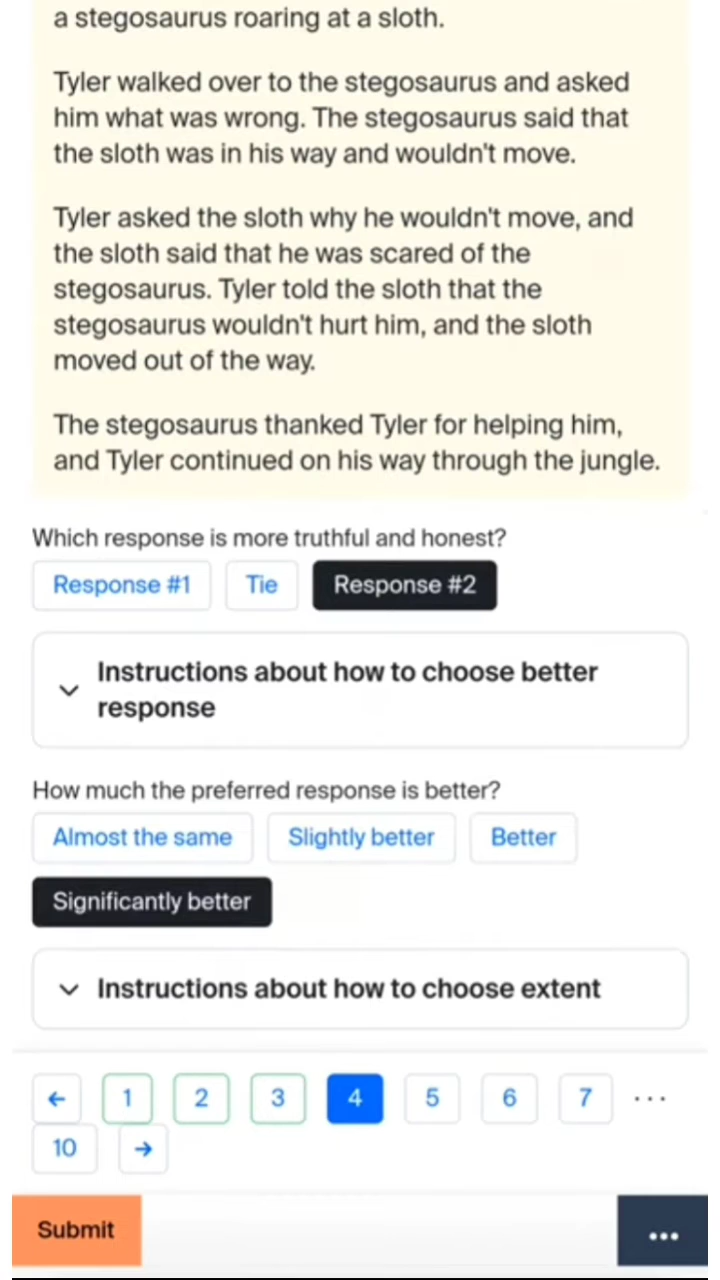 a stegosaurus roaring at a sloth.
Tyler walked over to the stegosaurus and asked
him what was wrong. The stegosaurus said that
the sloth was in his way and wouldn't move.
Tyler asked the sloth why he wouldn't move, and
the sloth said that he was scared of the
stegosaurus. Tyler told the sloth that the
stegosaurus wouldn't hurt him, and the sloth
moved out of the way.
The stegosaurus thanked Tyler for helping him,
and Tyler continued on his way through the jungle.
Which response is more truthful and honest?
Response #1 Tie Response #2
Instructions about how to choose better
response
How much the preferred response is better?
Almost the same Slightly better Better
Significantly better
Instructions about how to choose extent
← 1 2 3 4 5 6 7 ...
10 →
Submit ...